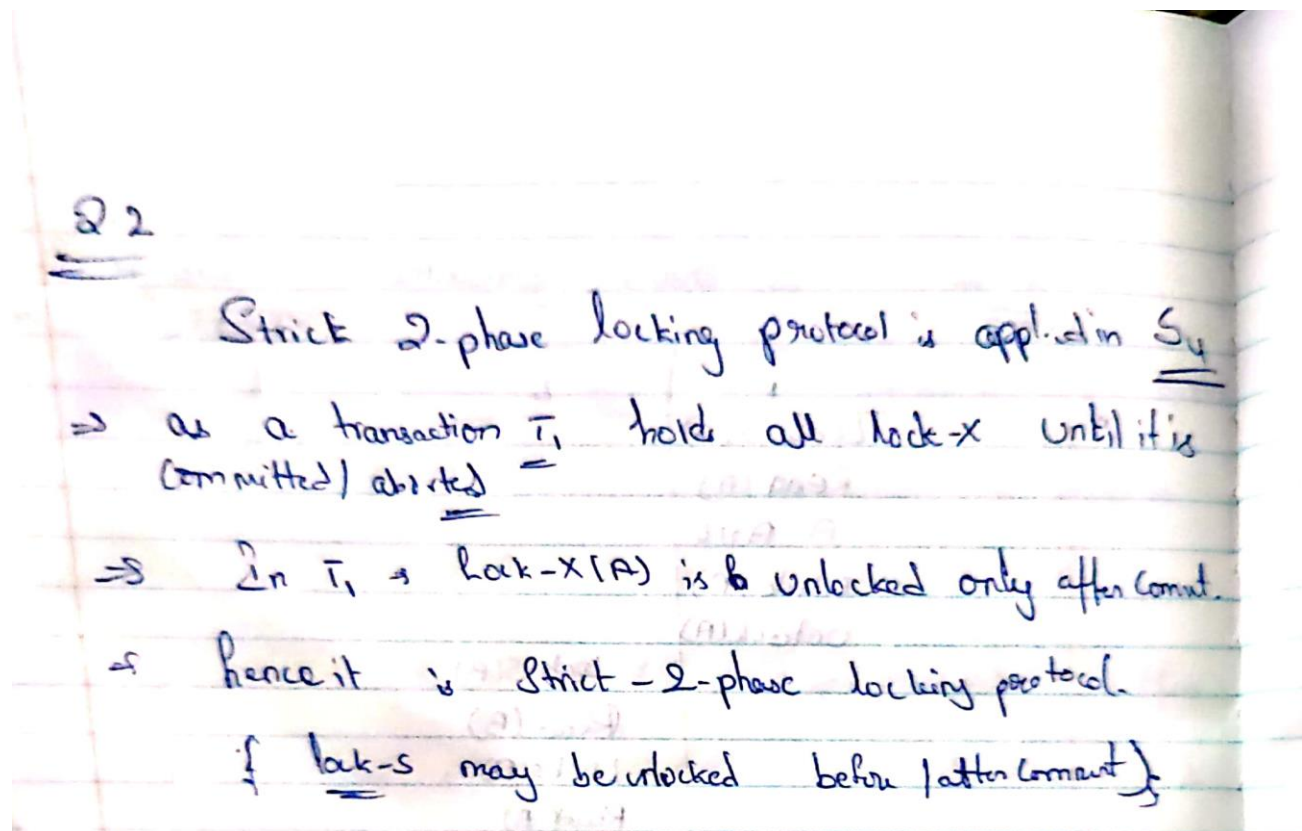 Q 2
Strict 2-phase locking protocol is applied in S4
⇒ as a transaction T1 holds all lock-X until it is
committed/ aborted
⇒ In T1 → Lock-X(A) is unlocked only after commit.
⇒ hence it is Strict-2-phase locking protocol.
{ lock-s may be unlocked before / after commit }